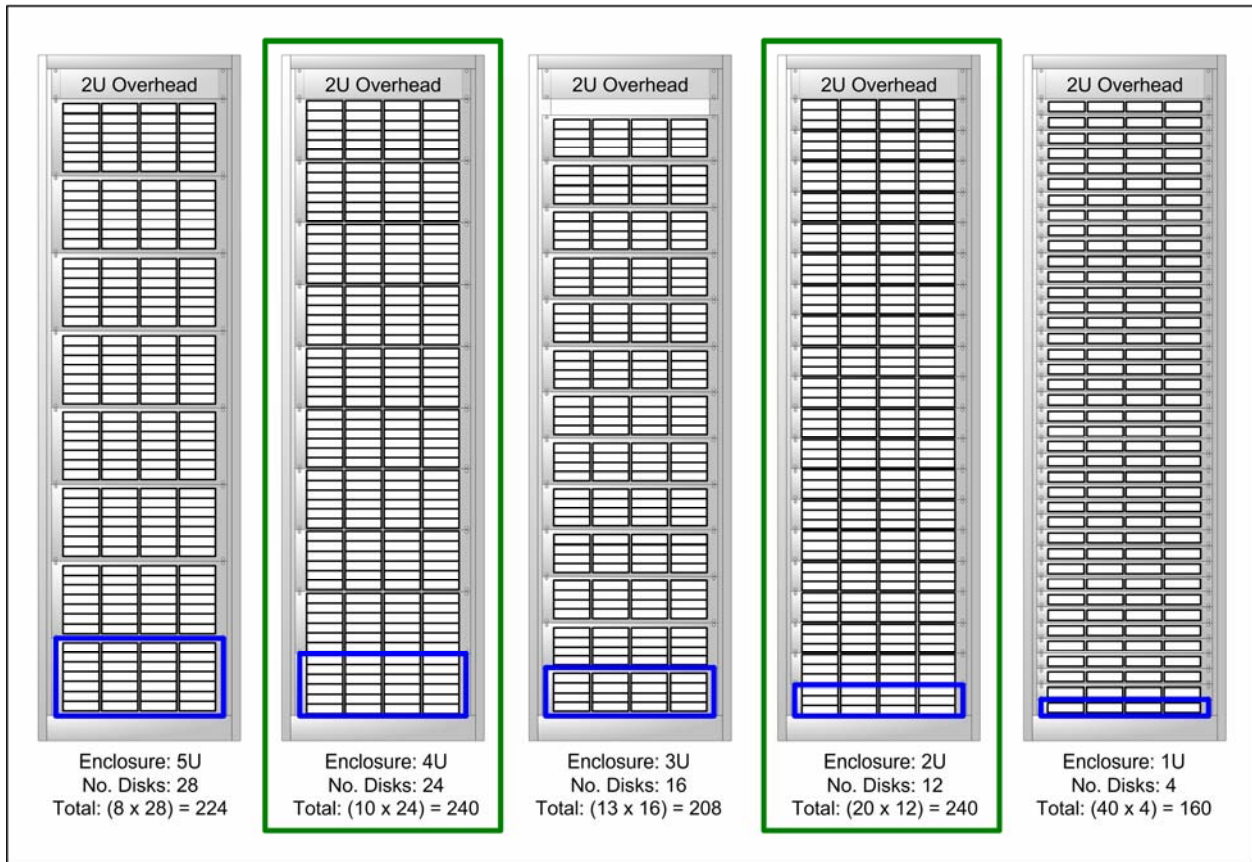 2U Overhead
2U Overhead
2U Overhead
2U Overhead
2U Overhead
Enclosure: 5U
No. Disks: 28
Total: (8 x 28) = 224
Enclosure: 4U
No. Disks: 24
Total: (10 x 24) = 240
Enclosure: 3U
No. Disks: 16
Total: (13 x 16) = 208
Enclosure: 2U
No. Disks: 12
Total: (20 x 12) = 240
Enclosure: 1U
No. Disks: 4
Total: (40 x 4) = 160